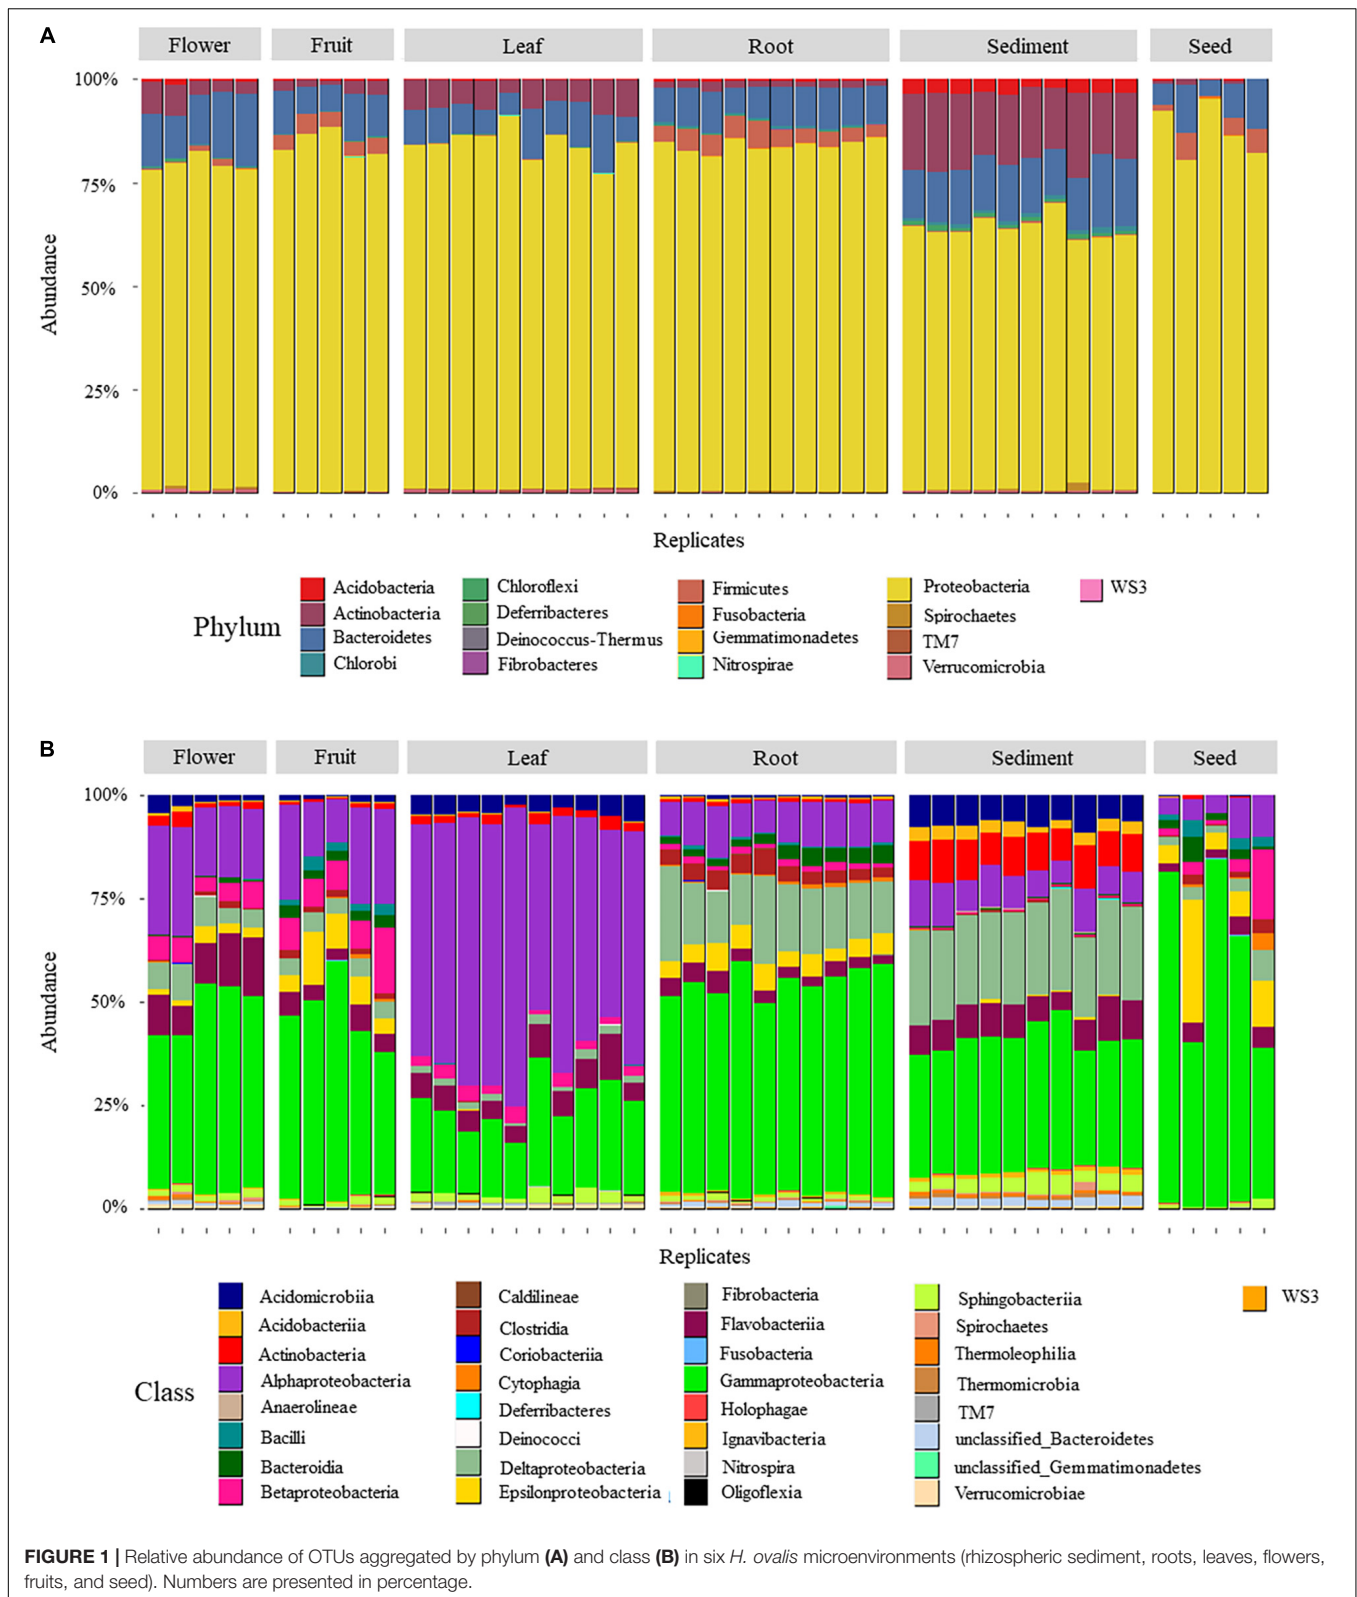 A
Flower Fruit Leaf Root Sediment Seed
100%
75%
50%
25%
0%
Abundance
Replicates
Phylum
Acidobacteria
Actinobacteria
Bacteroidetes
Chlorobi
Chloroflexi
Deferribacteres
Deinococcus-Thermus
Fibrobacteres
Firmicutes
Fusobacteria
Gemmatimonadetes
Nitrospirae
Proteobacteria
Spirochaetes
TM7
Verrucomicrobia
WS3
B
Flower Fruit Leaf Root Sediment Seed
100%
75%
50%
25%
0%
Abundance
Replicates
Class
Acidomicrobiia
Acidobacteriia
Actinobacteria
Alphaproteobacteria
Anaerolineae
Bacilli
Bacteroidia
Betaproteobacteria
Caldilineae
Clostridia
Coriobacteriia
Cytophagia
Deferribacteres
Deinococci
Deltaproteobacteria
Epsilonproteobacteria
Fibrobacteria
Flavobacteriia
Fusobacteria
Gammaproteobacteria
Holophagae
Ignavibacteria
Nitrospira
Oligoflexia
Sphingobacteriia
Spirochaetes
Thermoleophilia
Thermomicrobia
TM7
unclassified_Bacteroidetes
unclassified_Gemmatimonadetes
Verrucomicrobiae
WS3
FIGURE 1 | Relative abundance of OTUs aggregated by phylum (A) and class (B) in six H. ovalis microenvironments (rhizospheric sediment, roots, leaves, flowers,
fruits, and seed). Numbers are presented in percentage.